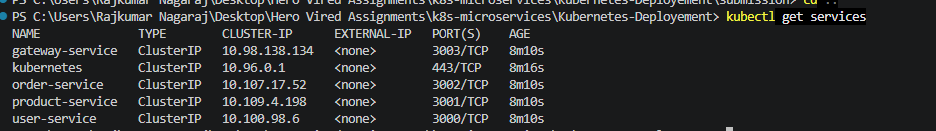 PS C:\Users\Rajkumar Nagaraj\Desktop\Hero Vired Assignments\k8s-microservices\Kubernetes-Deployement\submission> cd ..
PS C:\Users\Rajkumar Nagaraj\Desktop\Hero Vired Assignments\k8s-microservices\Kubernetes-Deployement> kubectl get services
NAME TYPE CLUSTER-IP EXTERNAL-IP PORT(S) AGE
gateway-service ClusterIP 10.98.138.134 <none> 3003/TCP 8m10s
kubernetes ClusterIP 10.96.0.1 <none> 443/TCP 8m16s
order-service ClusterIP 10.107.17.52 <none> 3002/TCP 8m10s
product-service ClusterIP 10.109.4.198 <none> 3001/TCP 8m10s
user-service ClusterIP 10.100.98.6 <none> 3000/TCP 8m10s